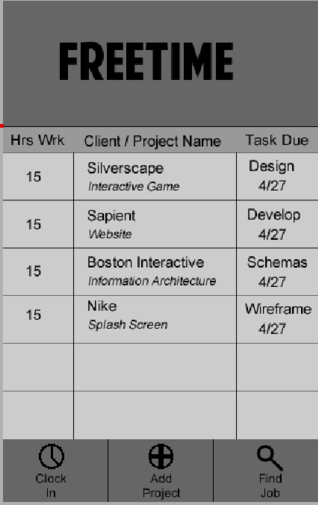 FREETIME
Hrs Wrk Client / Project Name Task Due
15 Silverscape Design
Interactive Game 4/27
15 Sapient Develop
Website 4/27
15 Boston Interactive Schemas
Information Architecture 4/27
15 Nike Wireframe
Splash Screen 4/27
Clock Add Find
In Project Job